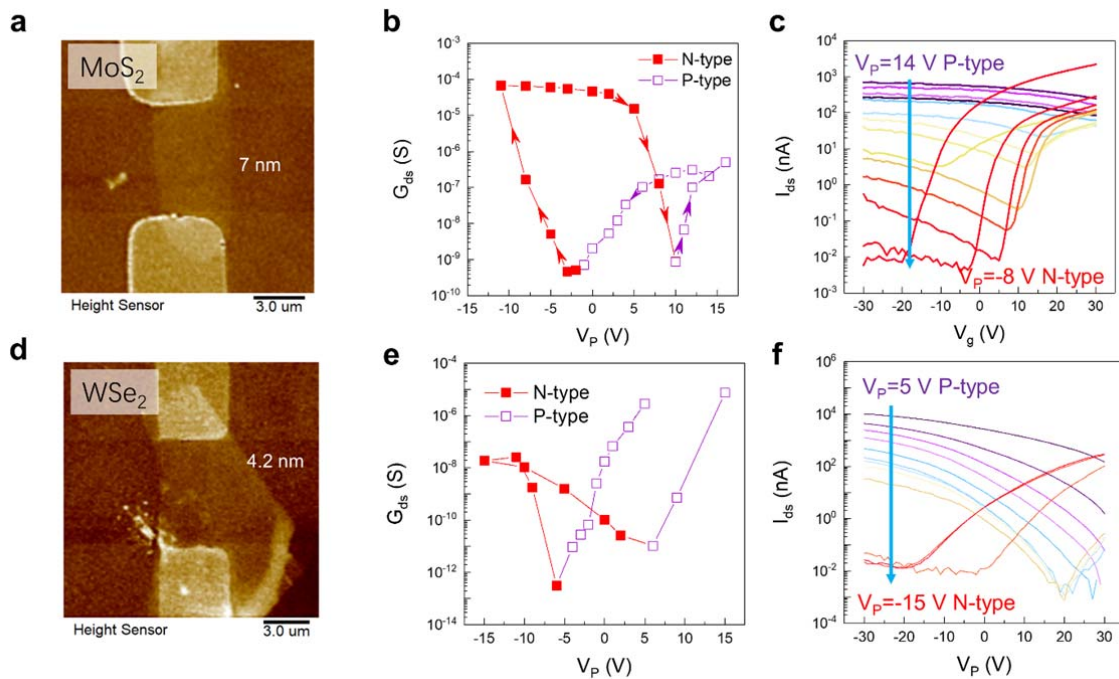 a
MoS2
7 nm
Height Sensor
3.0 um
b
10-3
10-4
10-5
10-6
10-7
10-8
10-9
10-10
Gds (S)
N-type
P-type
-15 -10 -5 0 5 10 15
VP (V)
c
104
103
102
101
100
10-1
10-2
10-3
Ids (nA)
VP=14 V P-type
VP=-8 V N-type
-30 -20 -10 0 10 20 30
Vg (V)
d
WSe2
4.2 nm
Height Sensor
3.0 um
e
10-4
10-6
10-8
10-10
10-12
10-14
Gds (S)
N-type
P-type
-15 -10 -5 0 5 10 15
VP (V)
f
106
104
102
100
10-2
10-4
Ids (nA)
VP=5 V P-type
VP=-15 V N-type
-30 -20 -10 0 10 20 30
VP (V)